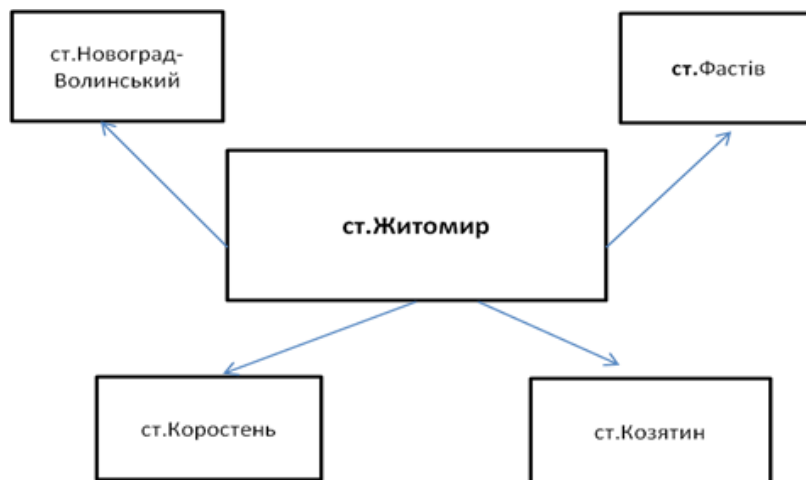 ст.Новоград-
Волинський
ст.Фастів
ст.Житомир
ст.Коростень
ст.Козятин